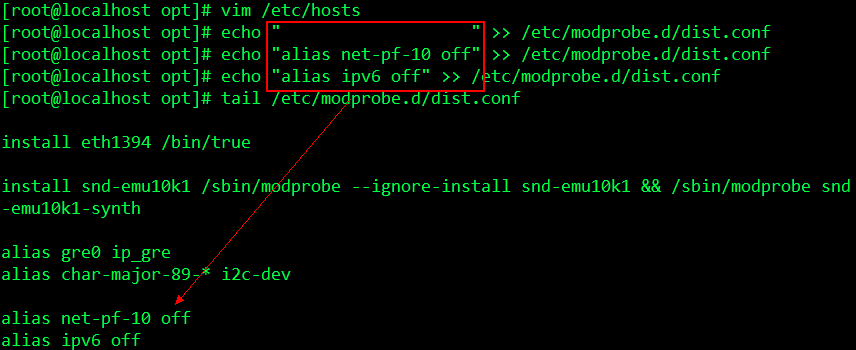 [root@localhost opt]# vim /etc/hosts
[root@localhost opt]# echo "                  " >> /etc/modprobe.d/dist.conf
[root@localhost opt]# echo "alias net-pf-10 off" >> /etc/modprobe.d/dist.conf
[root@localhost opt]# echo "alias ipv6 off" >> /etc/modprobe.d/dist.conf
[root@localhost opt]# tail /etc/modprobe.d/dist.conf
install eth1394 /bin/true
install snd-emu10k1 /sbin/modprobe --ignore-install snd-emu10k1 && /sbin/modprobe snd
-emu10k1-synth
alias gre0 ip_gre
alias char-major-89-* i2c-dev
alias net-pf-10 off
alias ipv6 off